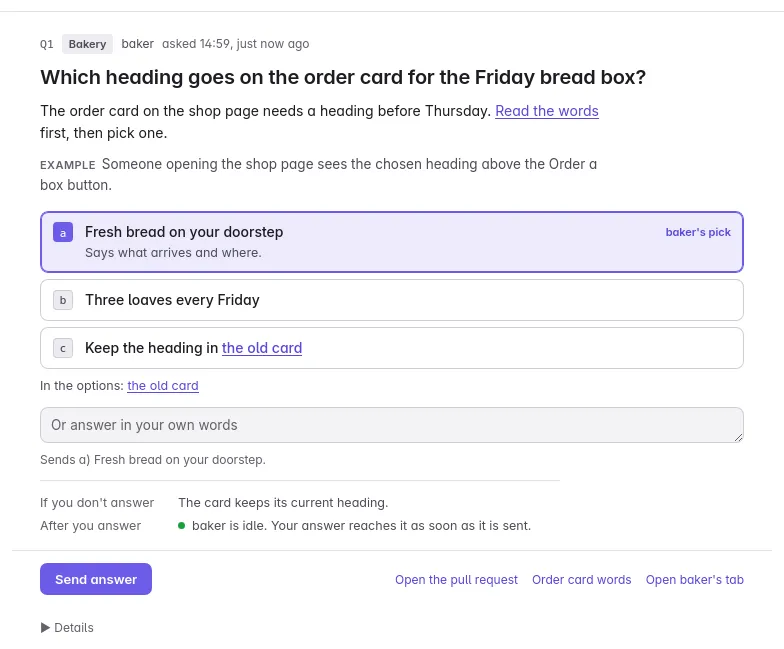 Q1 Bakery baker asked 14:59, just now ago
Which heading goes on the order card for the Friday bread box?
The order card on the shop page needs a heading before Thursday. Read the words
first, then pick one.
EXAMPLE Someone opening the shop page sees the chosen heading above the Order a
box button.
a Fresh bread on your doorstep baker's pick
Says what arrives and where.
b Three loaves every Friday
c Keep the heading in the old card
In the options: the old card
Or answer in your own words
Sends a) Fresh bread on your doorstep.
If you don't answer The card keeps its current heading.
After you answer baker is idle. Your answer reaches it as soon as it is sent.
Send answer Open the pull request Order card words Open baker's tab
Details